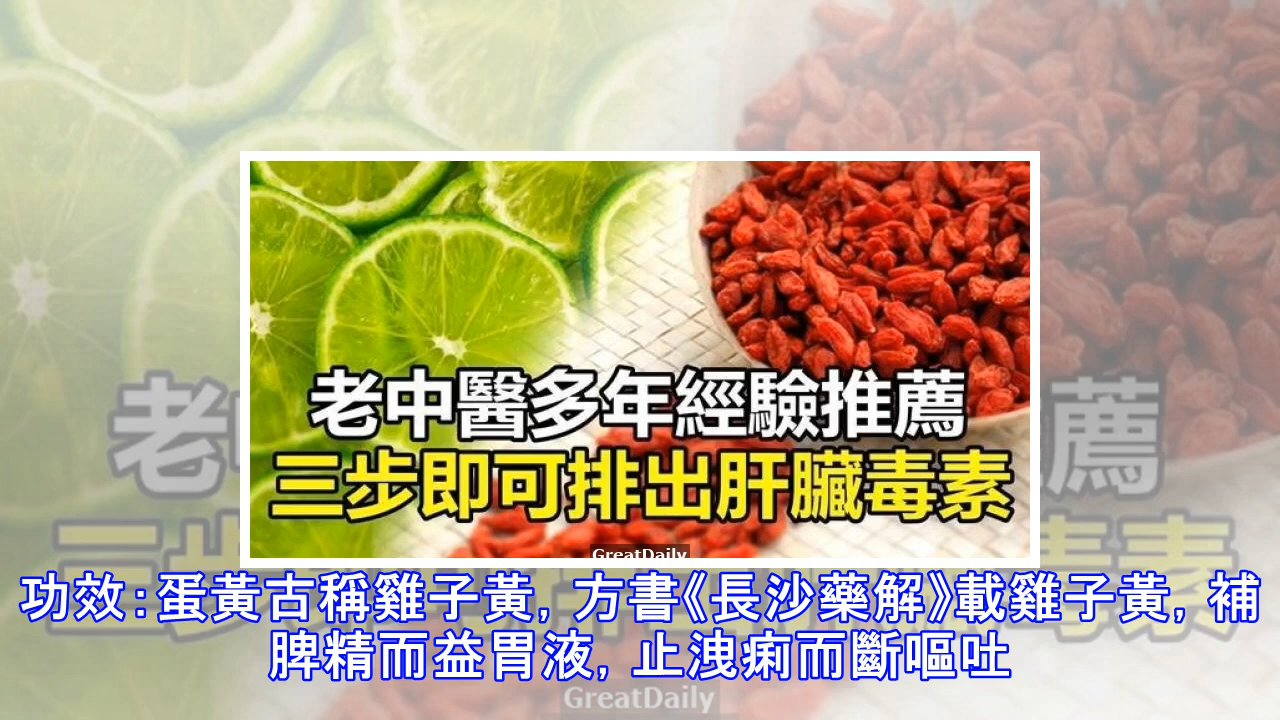 老中醫多年經驗推薦
三步即可排出肝臟毒素
GreatDaily
功效：蛋黃古稱雞子黃，方書《長沙藥解》載雞子黃，補
脾精而益胃液，止洩痢而斷嘔吐
GreatDaily